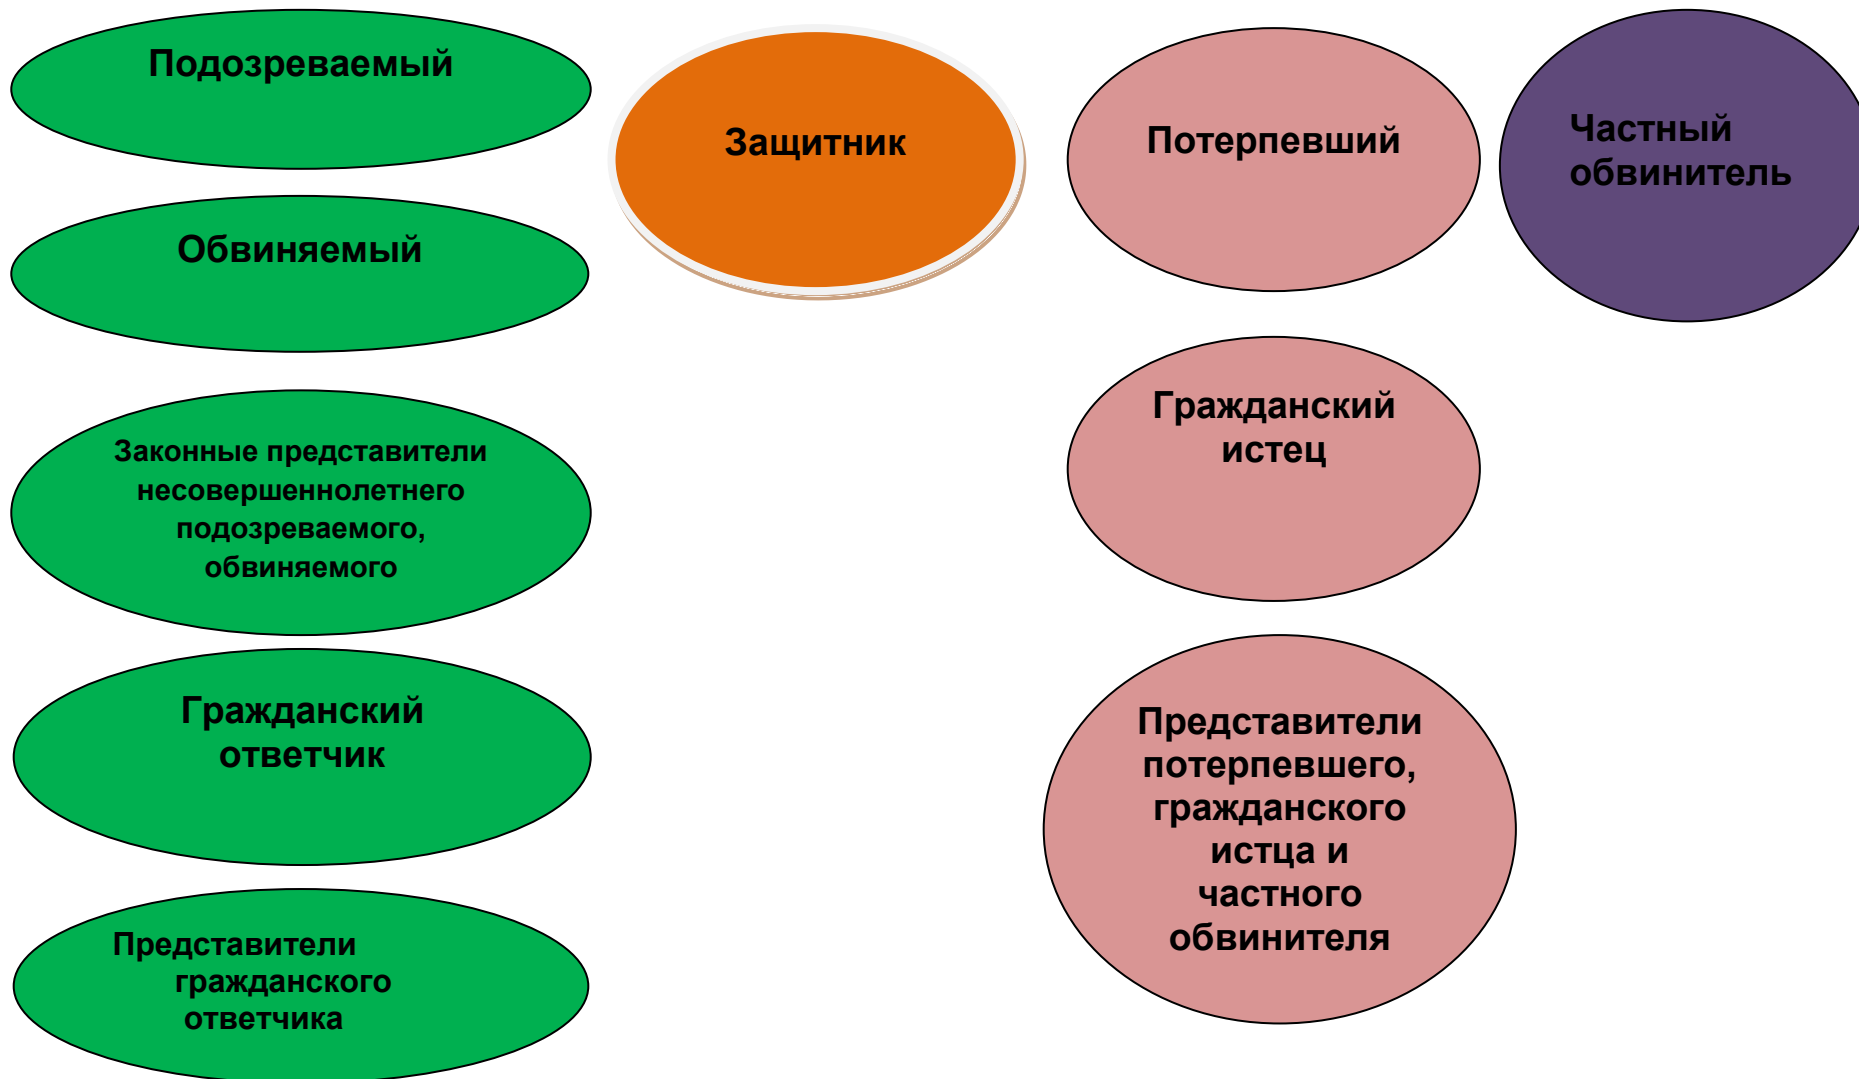 Подозреваемый
Обвиняемый
Законные представители
несовершеннолетнего
подозреваемого,
обвиняемого
Гражданский
ответчик
Представители
гражданского
ответчика
Защитник
Потерпевший
Гражданский
истец
Представители
потерпевшего,
гражданского
истца и
частного
обвинителя
Частный
обвинитель